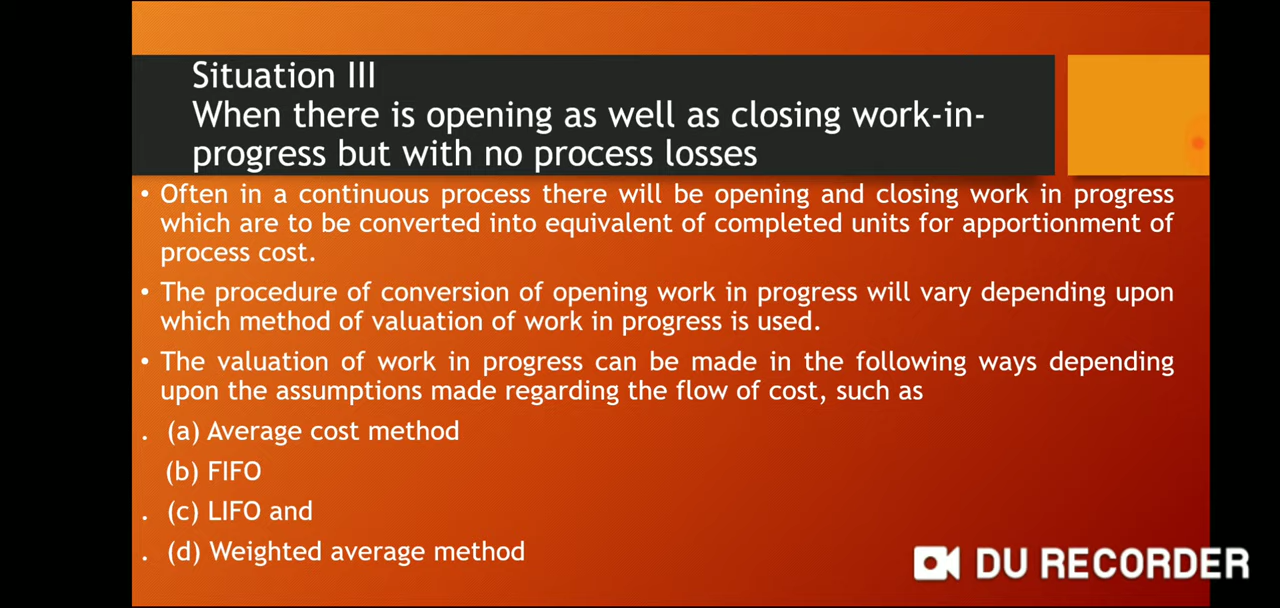 Situation III
When there is opening as well as closing work-in-
progress but with no process losses
• Often in a continuous process there will be opening and closing work in progress
which are to be converted into equivalent of completed units for apportionment of
process cost.
• The procedure of conversion of opening work in progress will vary depending upon
which method of valuation of work in progress is used.
• The valuation of work in progress can be made in the following ways depending
upon the assumptions made regarding the flow of cost, such as
. (a) Average cost method
(b) FIFO
. (c) LIFO and
. (d) Weighted average method
DU RECORDER